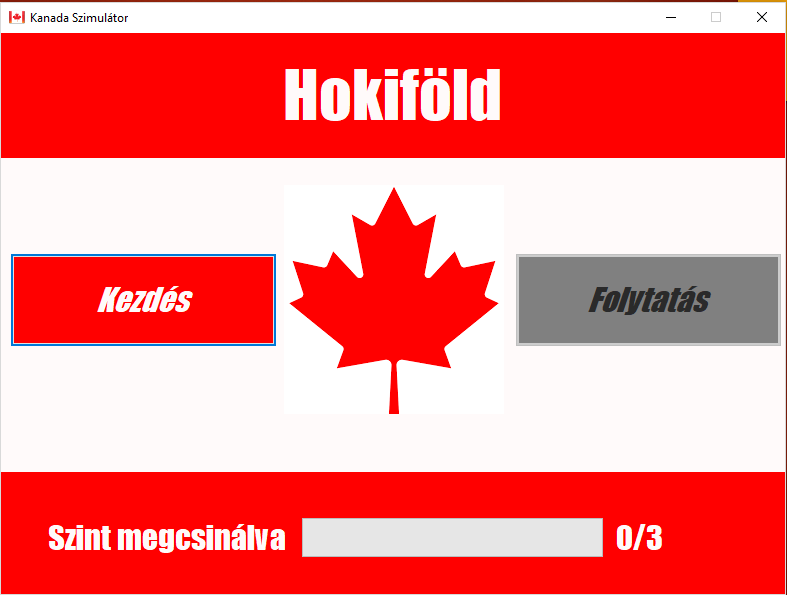 Kanada Szimulátor
Hokiföld
Kezdés
Folytatás
Szint megcsinálva 0/3